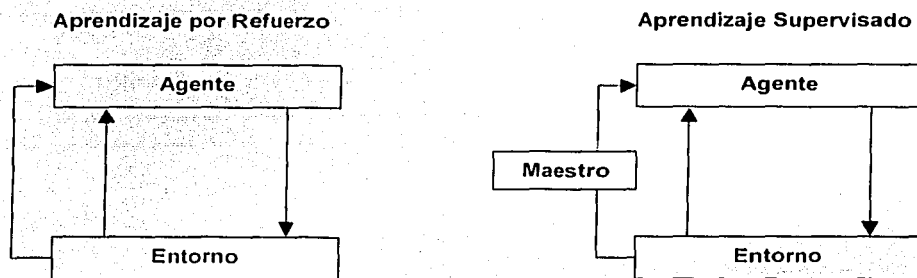 Aprendizaje por Refuerzo
Agente
Entorno
Aprendizaje Supervisado
Agente
Maestro
Entorno